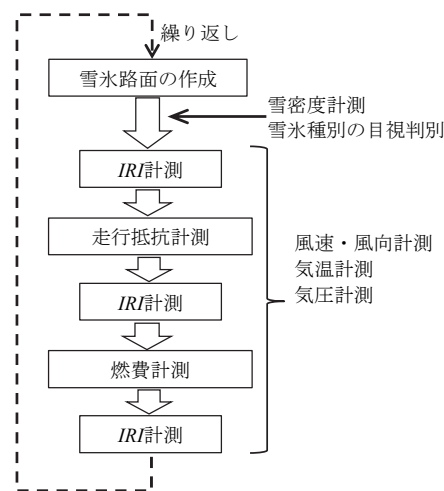 繰り返し
雪氷路面の作成
雪密度計測
雪氷種別の目視判別
IRI計測
走行抵抗計測
風速・風向計測
気温計測
気圧計測
IRI計測
燃費計測
IRI計測